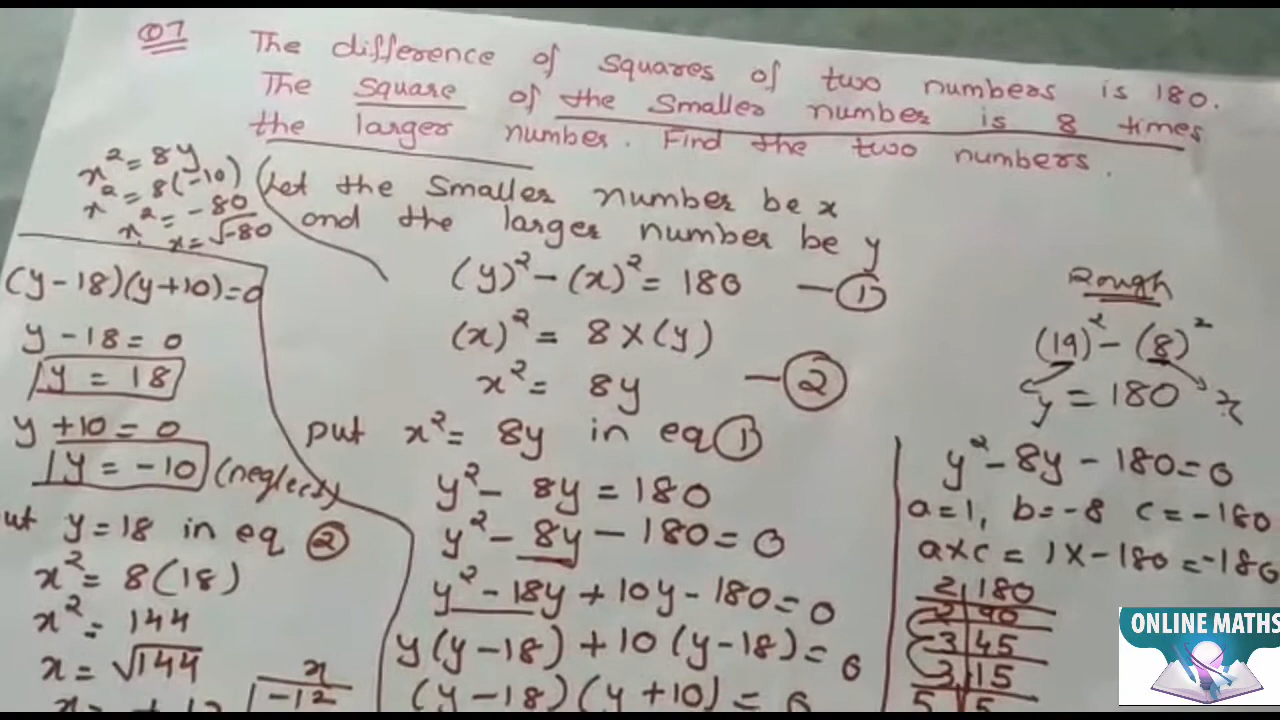 Q7 The difference of squares of two numbers is 180.
The square of the smaller number is 8 times
the larger number. Find the two numbers.
x² = 8y
x² = 8(-10)
x² = -80
x = √-80
Let the smaller number be x
and the larger number be y
(y)² - (x)² = 180 — ①
(x)² = 8 × (y)
x² = 8y — ②
put x² = 8y in eq ①
y² - 8y = 180
y² - 8y - 180 = 0
y² - 18y + 10y - 180 = 0
y(y - 18) + 10(y - 18) = 0
(y - 18)(y + 10) = 0
(y - 18)(y + 10) = 0
y - 18 = 0
y = 18
y + 10 = 0
y = -10 (neglect)
ut y = 18 in eq ②
x² = 8(18)
x² = 144
x = √144
x
-12
Rough
(19)² - (8)²
y = 180 x
y² - 8y - 180 = 0
a = 1, b = -8 c = -180
a × c = 1 × -180 = -180
2 | 180
2 | 90
3 | 45
3 | 15
5 | 5
ONLINE MATHS